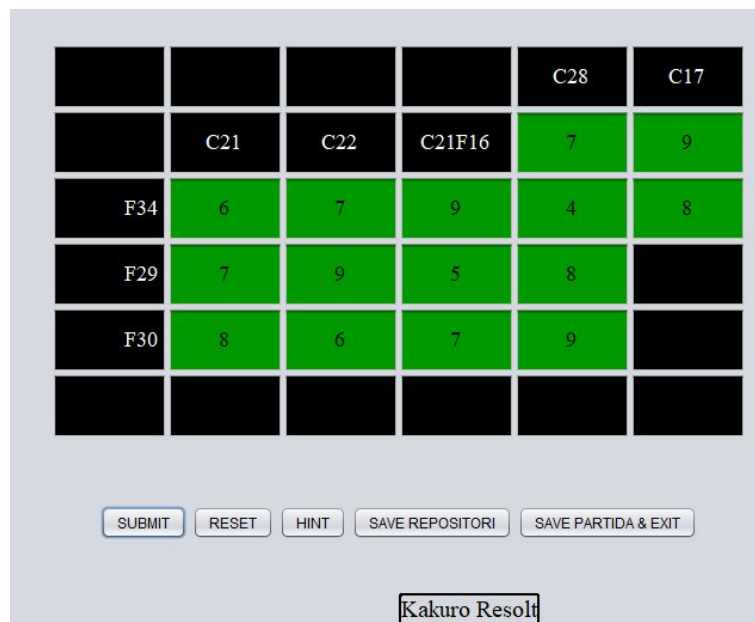 C28 C17
C21 C22 C21F16 7 9
F34 6 7 9 4 8
F29 7 9 5 8
F30 8 6 7 9
SUBMIT RESET HINT SAVE REPOSITORI SAVE PARTIDA & EXIT
Kakuro Resolt